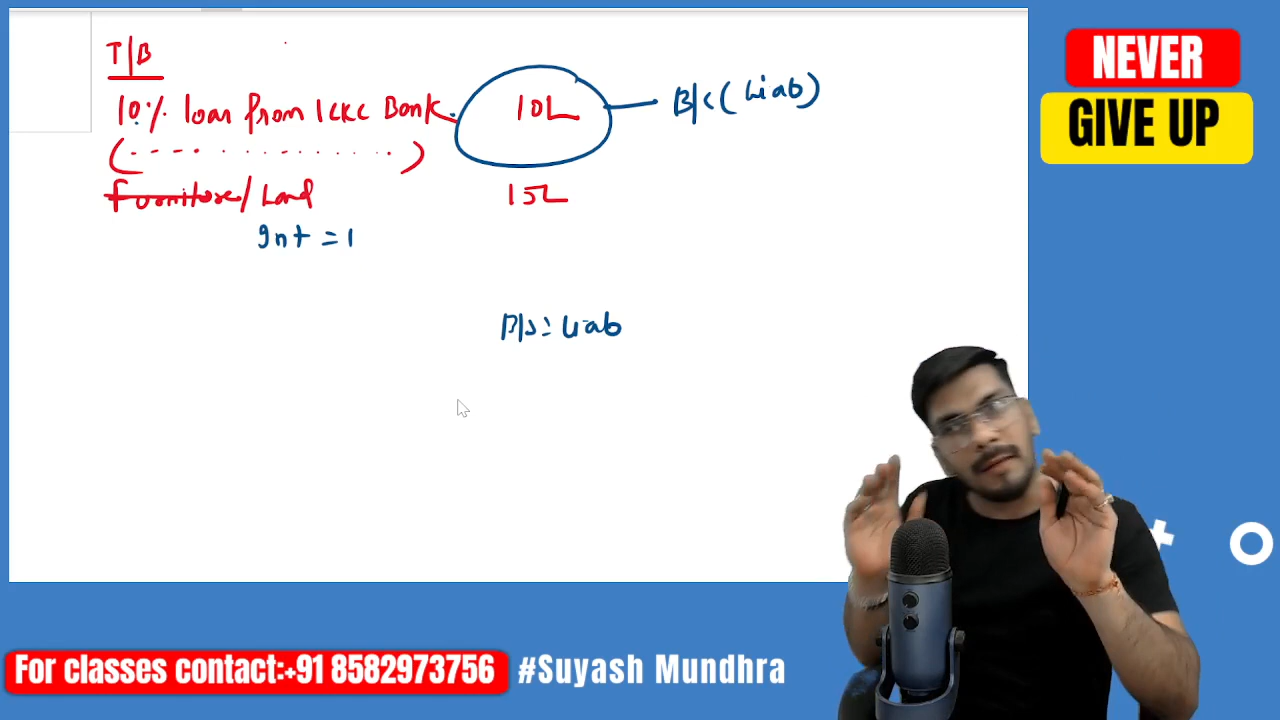 T/B
10% loan from ICICI Bank. 10L B/S (Liab)
(. - - - - . . . . . . . . )
Furniture/Land 15L
Int = 1
B/S = Liab
NEVER
GIVE UP
For classes contact:+91 8582973756 #Suyash Mundhra